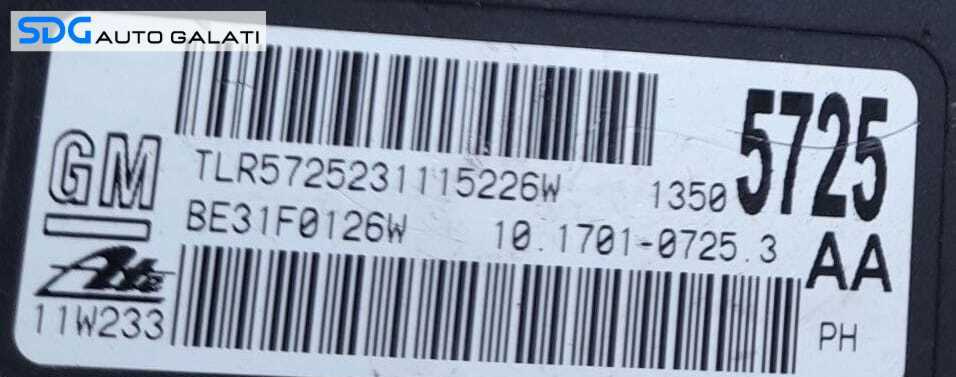 SDG AUTO GALATI
GM
TLR5725231115226W 1350 5725
BE31F0126W 10.1701-0725.3 AA
Ate
11W233
PH